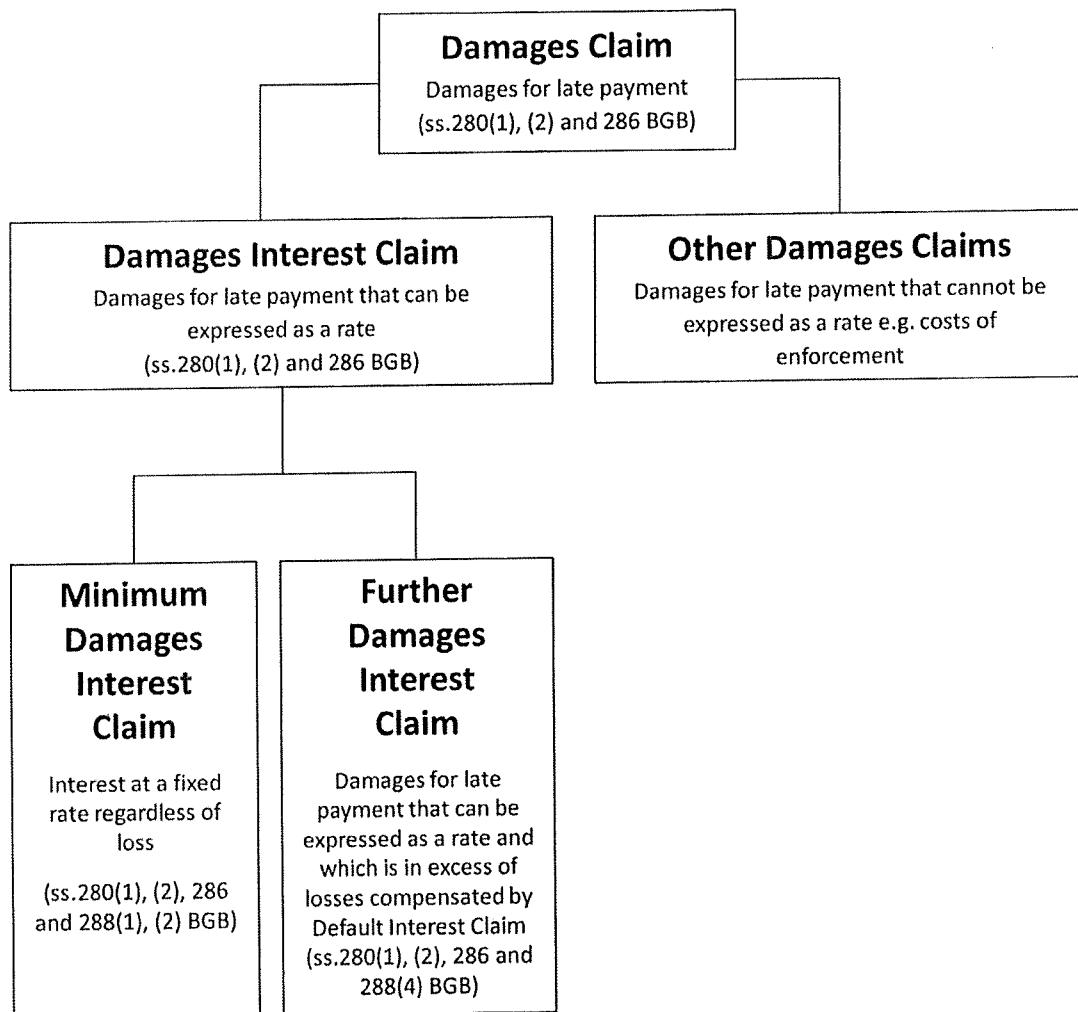 Damages Claim
Damages for late payment
(ss.280(1), (2) and 286 BGB)
Damages Interest Claim
Damages for late payment that can be
expressed as a rate
(ss.280(1), (2) and 286 BGB)
Other Damages Claims
Damages for late payment that cannot be
expressed as a rate e.g. costs of
enforcement
Minimum
Damages
Interest
Claim
Interest at a fixed
rate regardless of
loss
(ss.280(1), (2), 286
and 288(1), (2) BGB)
Further
Damages
Interest
Claim
Damages for late
payment that can be
expressed as a rate and
which is in excess of
losses compensated by
Default Interest Claim
(ss.280(1), (2), 286 and
288(4) BGB)